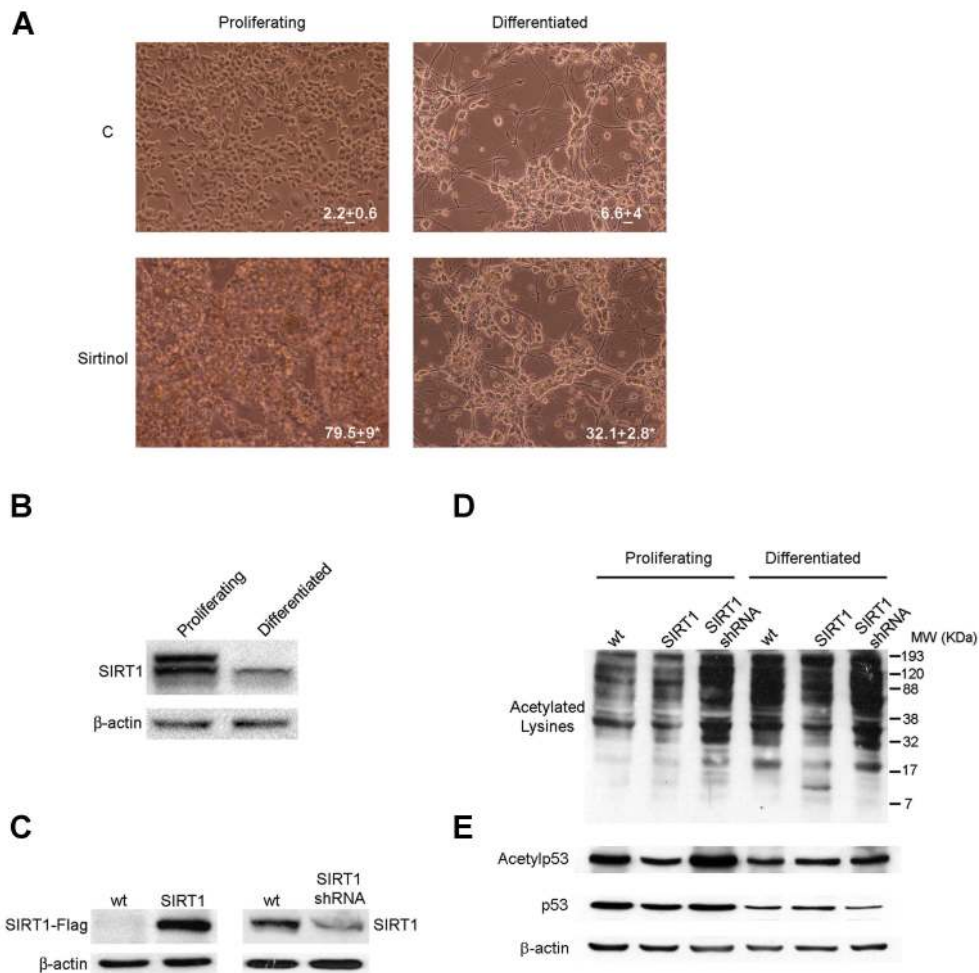 A
Proliferating
Differentiated
C
2.2±0.6
6.6±4
Sirtinol
79.5±9*
32.1±2.8*
B
Proliferating
Differentiated
SIRT1
β-actin
C
wt
SIRT1
wt
SIRT1
shRNA
SIRT1-Flag
SIRT1
β-actin
D
Proliferating
Differentiated
wt
SIRT1
SIRT1
shRNA
wt
SIRT1
SIRT1
shRNA
MW (KDa)
Acetylated
Lysines
193
120
88
38
32
17
7
E
Acetylp53
p53
β-actin